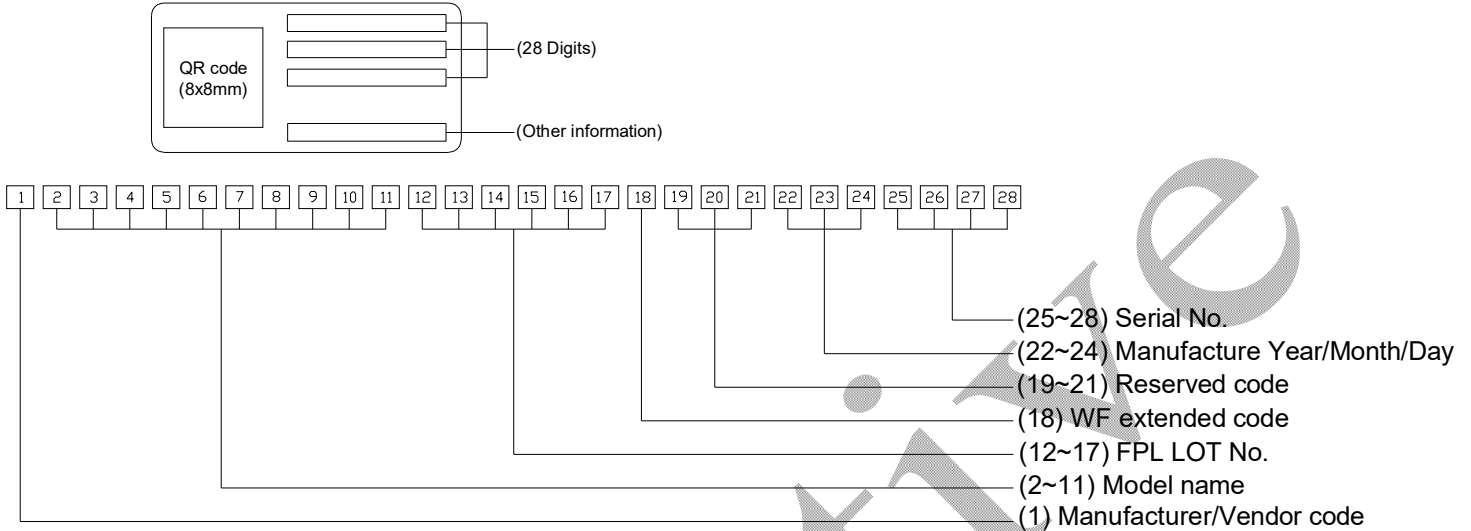 QR code
(8x8mm)
(28 Digits)
(Other information)
1 2 3 4 5 6 7 8 9 10 11 12 13 14 15 16 17 18 19 20 21 22 23 24 25 26 27 28
(25~28) Serial No.
(22~24) Manufacture Year/Month/Day
(19~21) Reserved code
(18) WF extended code
(12~17) FPL LOT No.
(2~11) Model name
(1) Manufacturer/Vendor code